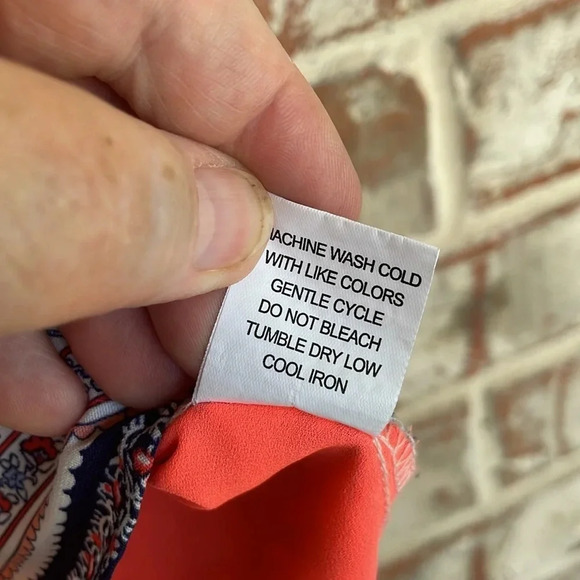 MACHINE WASH COLD
WITH LIKE COLORS
GENTLE CYCLE
DO NOT BLEACH
TUMBLE DRY LOW
COOL IRON